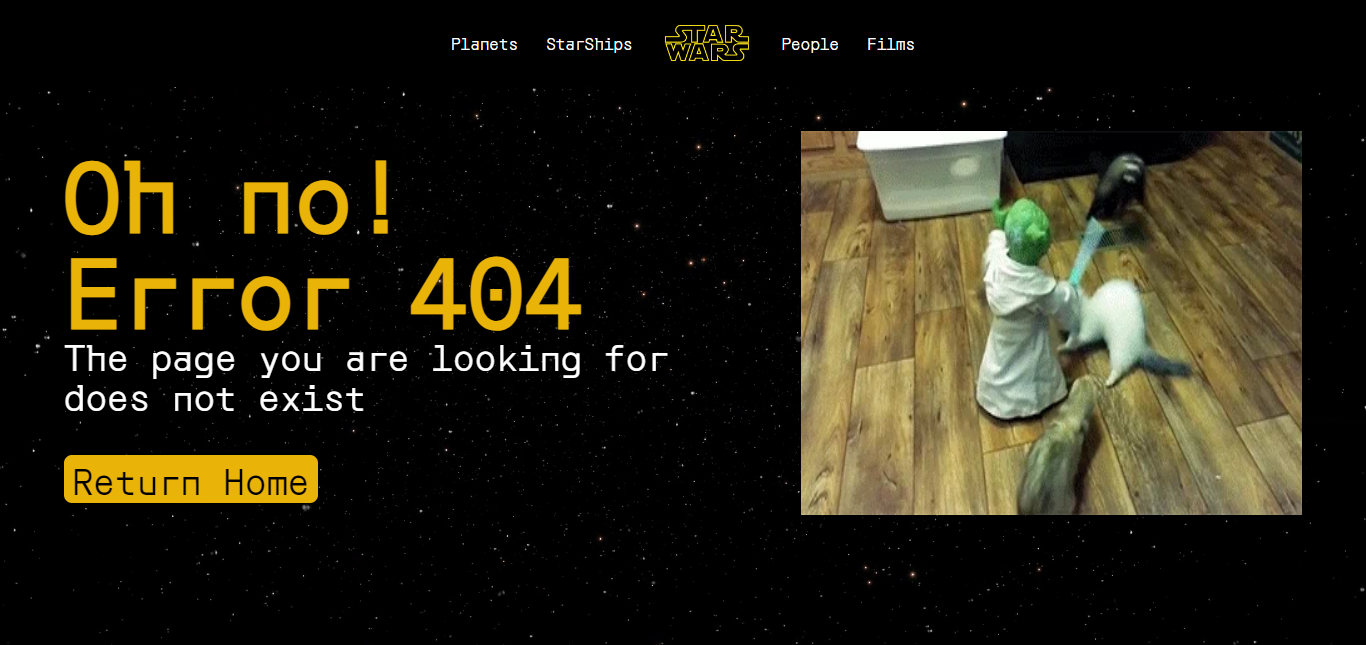 Planets StarShips STAR WARS People Films
Oh no!
Error 404
The page you are looking for
does not exist
Return Home